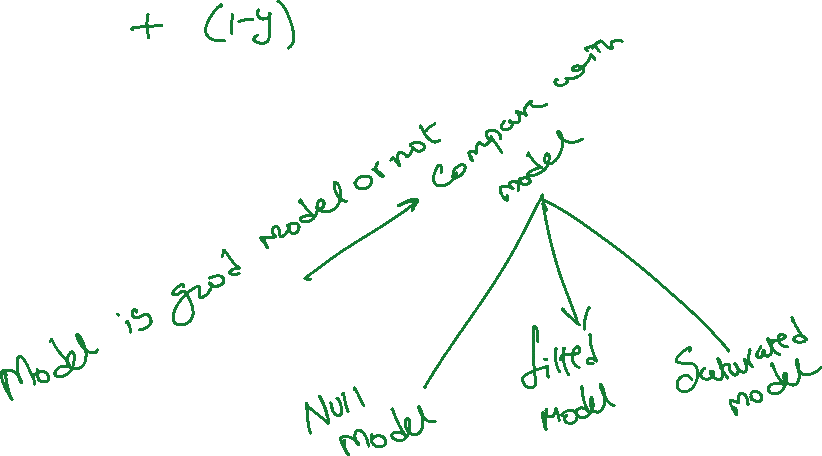 + (1-y)
Model is good model or not
Compare with
model
Null
Model
fitted
Model
Saturated
model